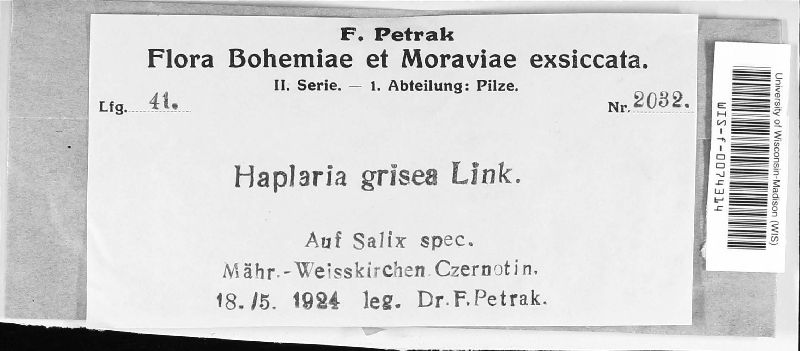 F. Petrak
Flora Bohemiae et Moraviae exsiccata.
II. Serie. — 1. Abteilung: Pilze.
Lfg. 41. Nr. 2032.
Haplaria grisea Link.
Auf Salix spec.
Mähr.-Weisskirchen.Czernotin.
18./5. 1924 leg. Dr.F.Petrak.
University of Wisconsin-Madison (WIS)
WIS-f-0074314